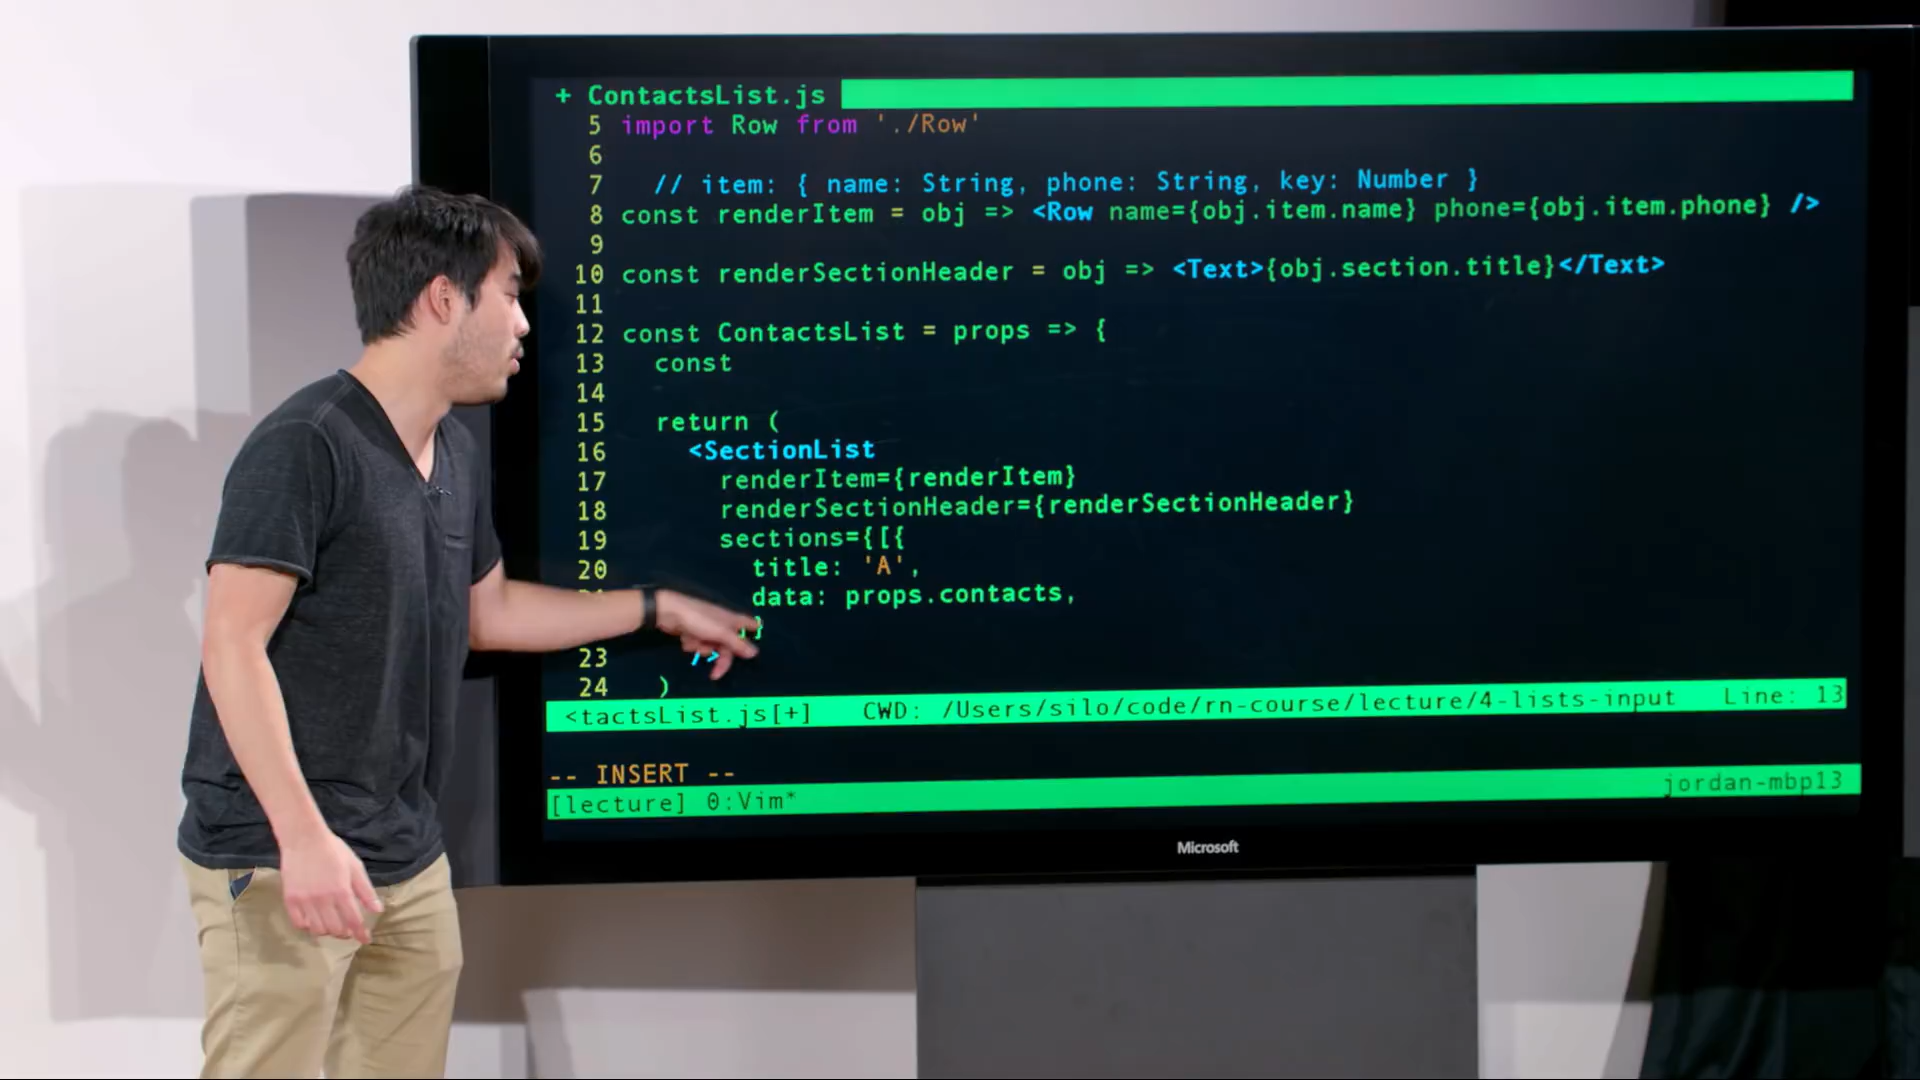 + ContactsList.js
5 import Row from './Row'
6
7 // item: { name: String, phone: String, key: Number }
8 const renderItem = obj => <Row name={obj.item.name} phone={obj.item.phone} />
9
10 const renderSectionHeader = obj => <Text>{obj.section.title}</Text>
11
12 const ContactsList = props => {
13 const
14
15 return (
16 <SectionList
17 renderItem={renderItem}
18 renderSectionHeader={renderSectionHeader}
19 sections={[{
20 title: 'A',
data: props.contacts,
}
23 />
24 )
<tactsList.js[+] CWD: /Users/silo/code/rn-course/lecture/4-lists-input Line: 13
-- INSERT --
[lecture] 0:Vim* jordan-mbp13
Microsoft